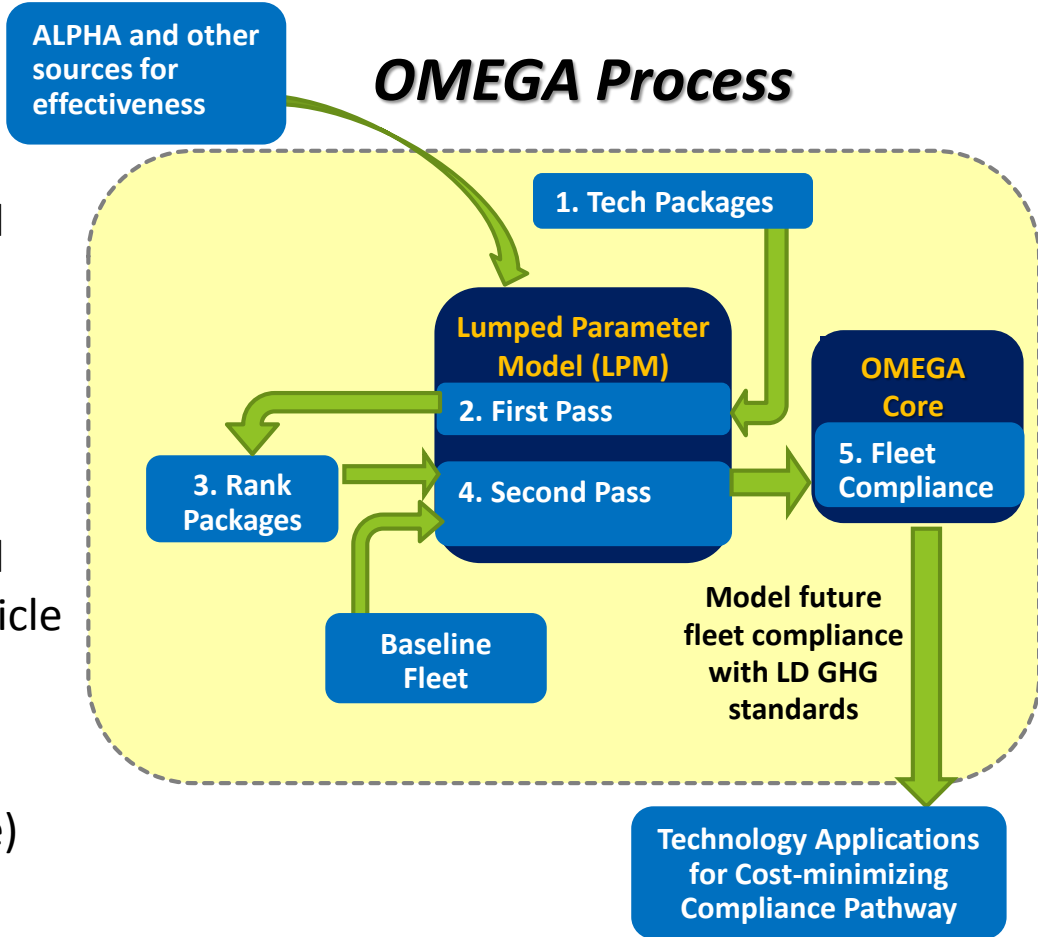 ALPHA and other
sources for
effectiveness
OMEGA Process
1. Tech Packages
Lumped Parameter
Model (LPM)
2. First Pass
OMEGA
Core
3. Rank
Packages
4. Second Pass
5. Fleet
Compliance
icle
Baseline
Fleet
Model future
fleet compliance
with LD GHG
standards
e)
Technology Applications
for Cost-minimizing
Compliance Pathway